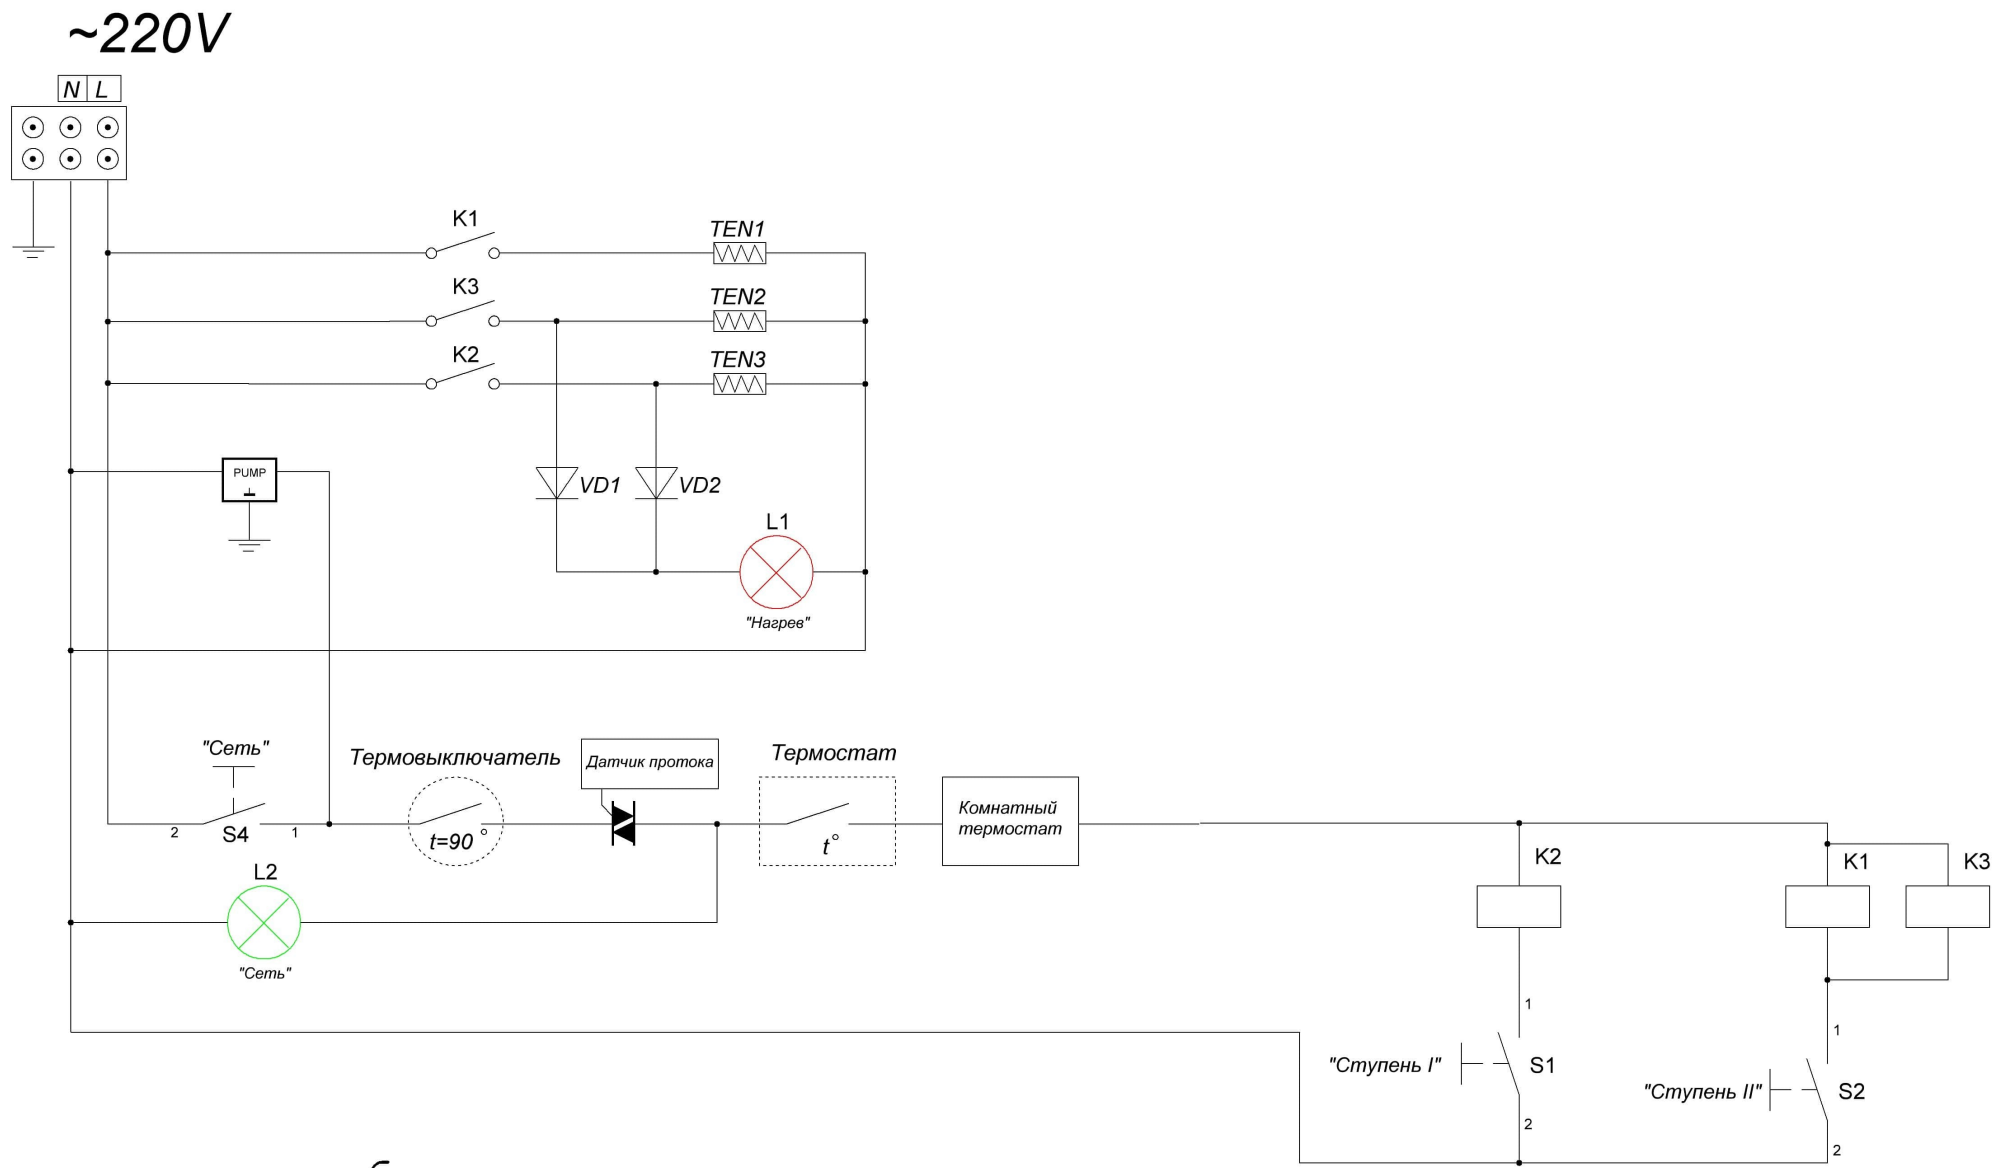 ~220V
N L
K1
TEN1
K3
TEN2
K2
TEN3
PUMP
VD1
VD2
L1
"Нагрев"
"Сеть"
Термовыключатель
Датчик протока
Термостат
2
S4
1
t=90°
t°
Комнатный
термостат
K2
K1
K3
L2
"Сеть"
1
1
"Ступень I"
S1
"Ступень II"
S2
2
2